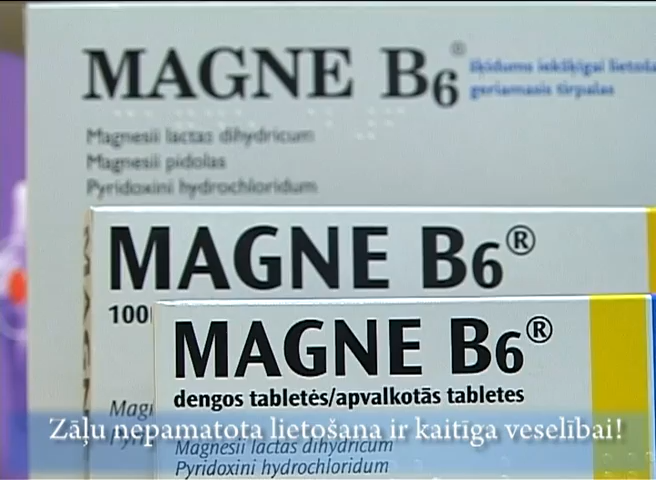 MAGNE B6®
šķīdums iekšķīgai lietoša
geriamasis tirpalas
Magnesii lactas dihydricum
Magnesii pidolas
Pyridoxini hydrochloridum
MAGNE B6®
100
MAGNE B6®
dengos tabletės/apvalkotās tabletes
Magnesii lactas dihydricum
Pyridoxini hydrochloridum
Zāļu nepamatota lietošana ir kaitīga veselībai!